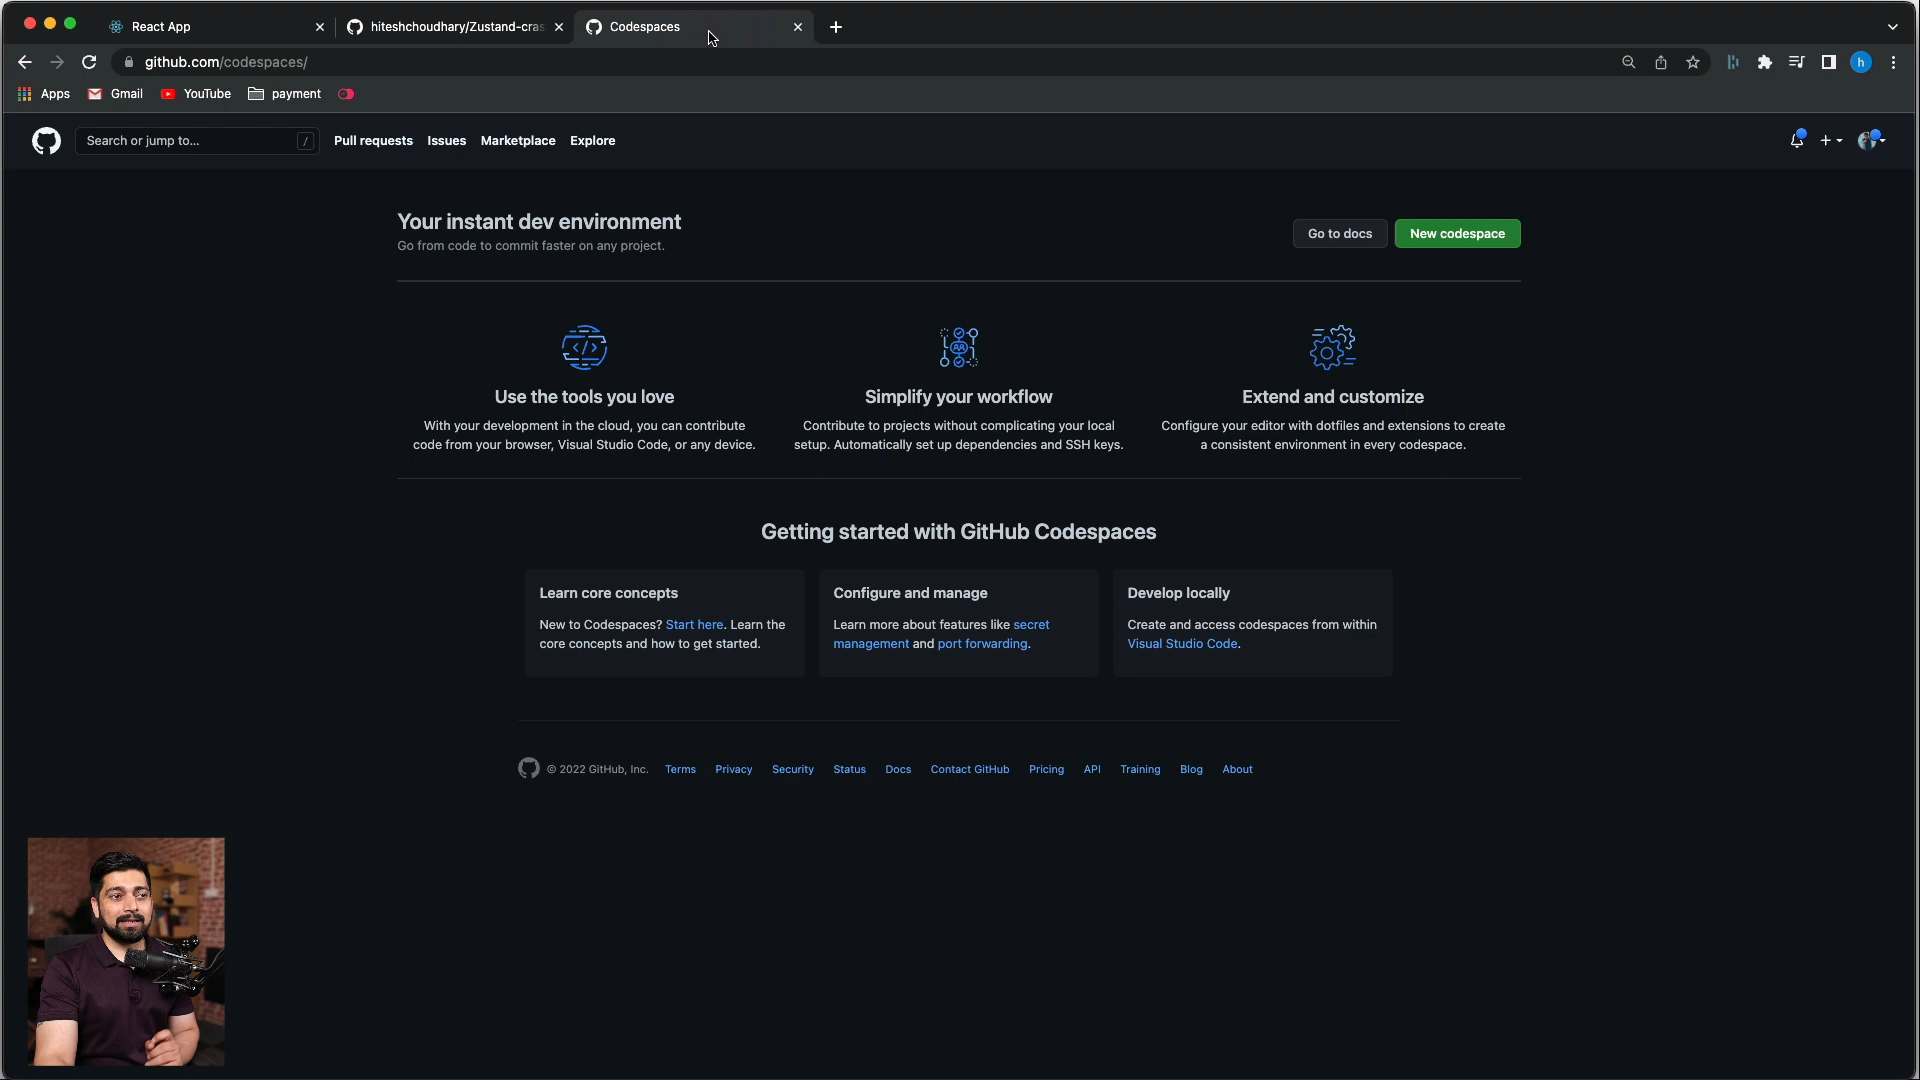 React App
hiteshchoudhary/Zustand-cras
Codespaces
github.com/codespaces/
h
Apps
Gmail
YouTube
payment
Search or jump to...
/
Pull requests
Issues
Marketplace
Explore
Your instant dev environment
Go from code to commit faster on any project.
Go to docs
New codespace
Use the tools you love
With your development in the cloud, you can contribute
code from your browser, Visual Studio Code, or any device.
Simplify your workflow
Contribute to projects without complicating your local
setup. Automatically set up dependencies and SSH keys.
Extend and customize
Configure your editor with dotfiles and extensions to create
a consistent environment in every codespace.
Getting started with GitHub Codespaces
Learn core concepts
New to Codespaces? Start here. Learn the
core concepts and how to get started.
Configure and manage
Learn more about features like secret
management and port forwarding.
Develop locally
Create and access codespaces from within
Visual Studio Code.
© 2022 GitHub, Inc.
Terms
Privacy
Security
Status
Docs
Contact GitHub
Pricing
API
Training
Blog
About